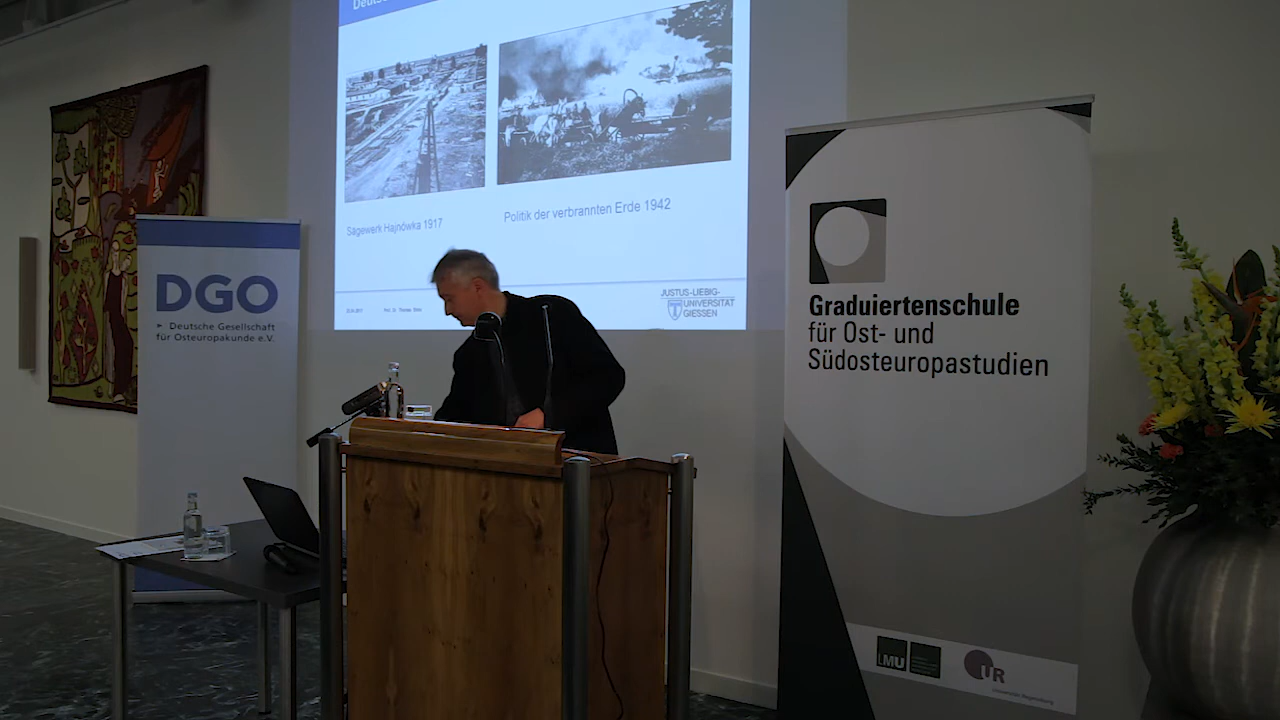 Sägewerk Hajnówka 1917
Politik der verbrannten Erde 1942
JUSTUS-LIEBIG-
UNIVERSITÄT
GIESSEN
DGO
Deutsche Gesellschaft
für Osteuropakunde e.V.
Graduiertenschule
für Ost- und
Südosteuropastudien
LMU
UR